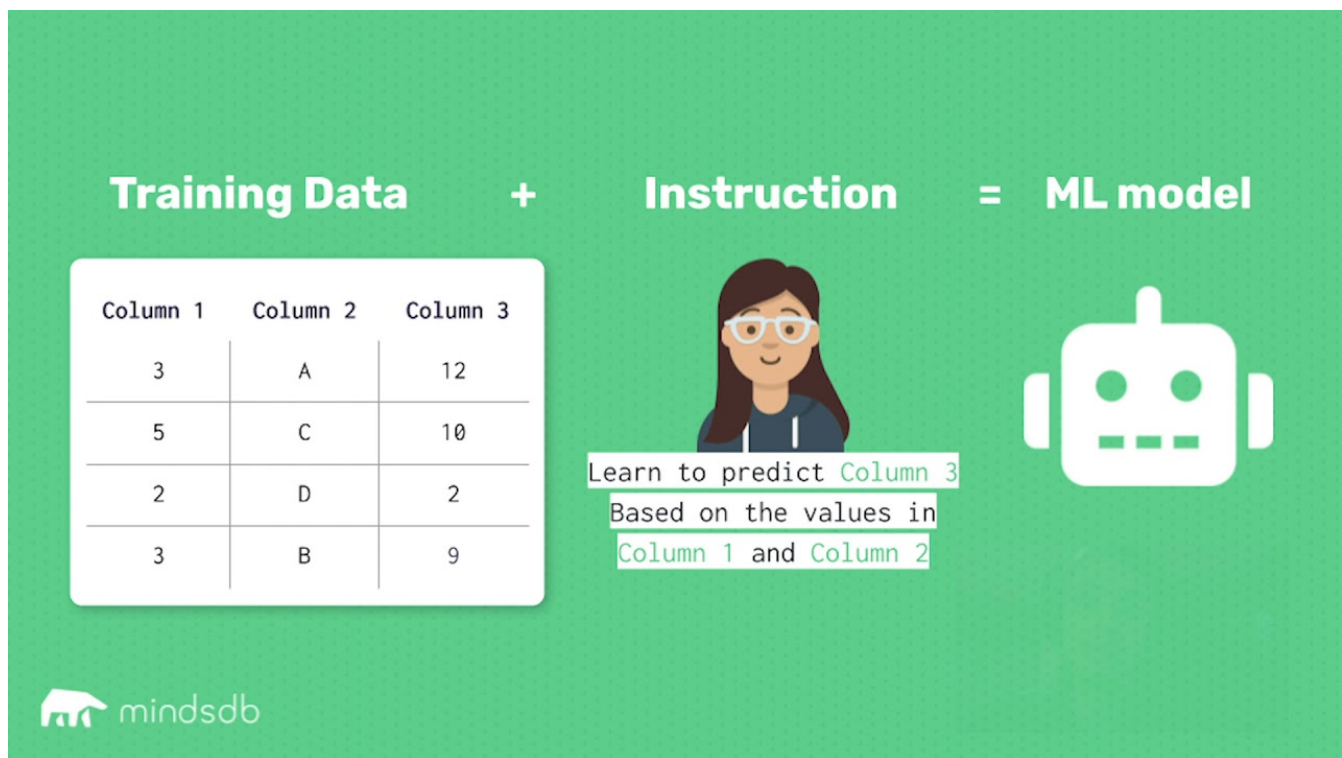 Training Data + Instruction = ML model
Column 1 Column 2 Column 3
3 A 12
5 C 10
2 D 2
3 B 9
Learn to predict Column 3
Based on the values in
Column 1 and Column 2
mindsdb